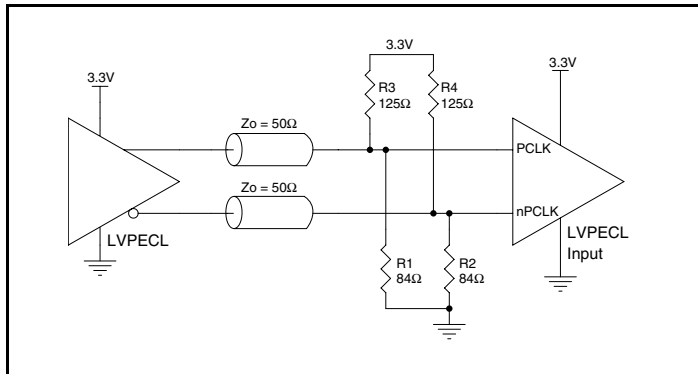 3.3V
3.3V
3.3V
R3
125Ω
R4
125Ω
Zo = 50Ω
PCLK
Zo = 50Ω
nPCLK
LVPECL
LVPECL
Input
R1
84Ω
R2
84Ω